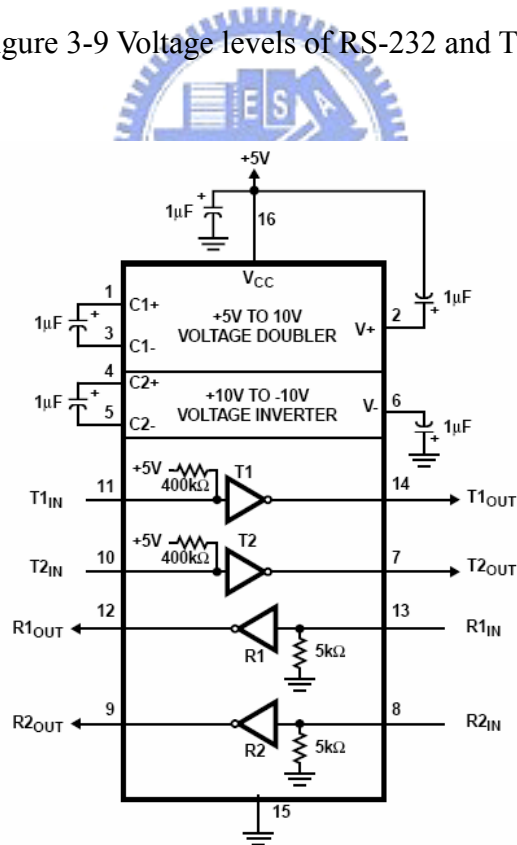 igure 3-9 Voltage levels of RS-232 and T
E S A
+5V
1µF
+
16
VCC
1
C1+
+5V TO 10V
VOLTAGE DOUBLER
V+
2
1µF
+
1µF
+
3
C1-
4
C2+
+10V TO -10V
VOLTAGE INVERTER
V-
6
1µF
+
1µF
+
5
C2-
+5V
400kΩ
T1
T1IN
11
14
T1OUT
+5V
400kΩ
T2
T2IN
10
7
T2OUT
R1OUT
12
13
R1IN
R1
5kΩ
R2OUT
9
8
R2IN
R2
5kΩ
15